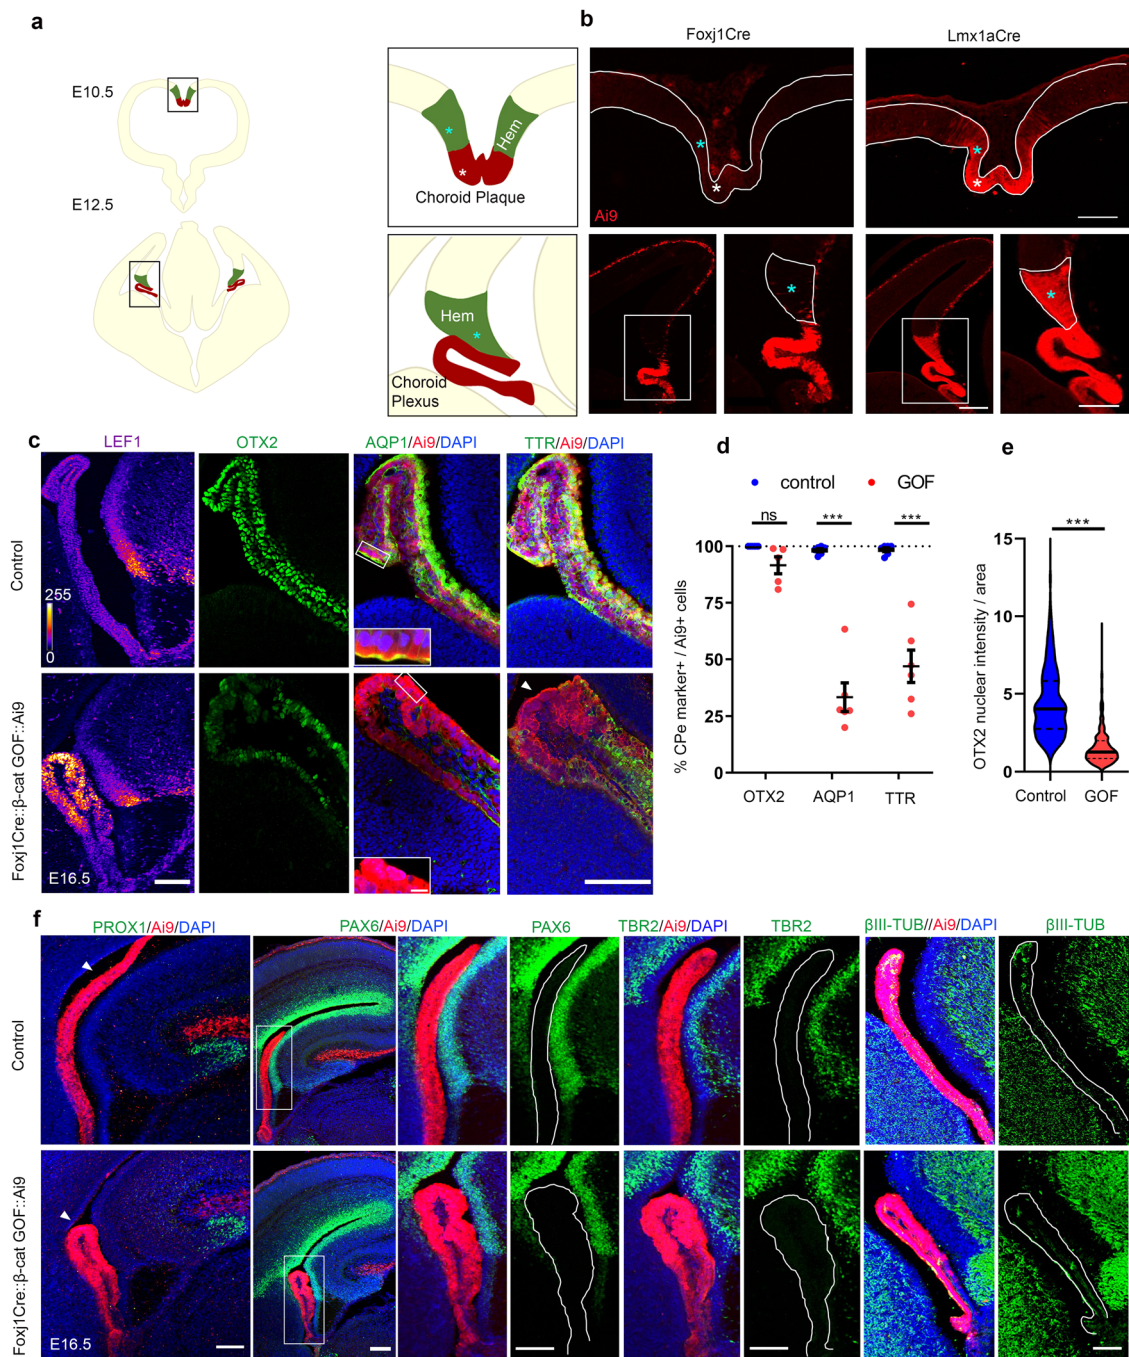 a
E10.5
E12.5
Hem
Choroid Plaque
Hem
Choroid
Plexus
b
Foxj1Cre
Lmx1aCre
Ai9
c
LEF1
OTX2
AQP1/Ai9/DAPI
TTR/Ai9/DAPI
Control
255
0
Foxj1Cre::β-cat GOF::Ai9
E16.5
d
control
GOF
ns
***
***
100
75
50
25
0
% CPe marker+ / Ai9+ cells
OTX2
AQP1
TTR
e
***
15
10
5
0
OTX2 nuclear intensity / area
Control
GOF
f
PROX1/Ai9/DAPI
PAX6/Ai9/DAPI
PAX6
TBR2/Ai9/DAPI
TBR2
βIII-TUB//Ai9/DAPI
βIII-TUB
Control
Foxj1Cre::β-cat GOF::Ai9
E16.5